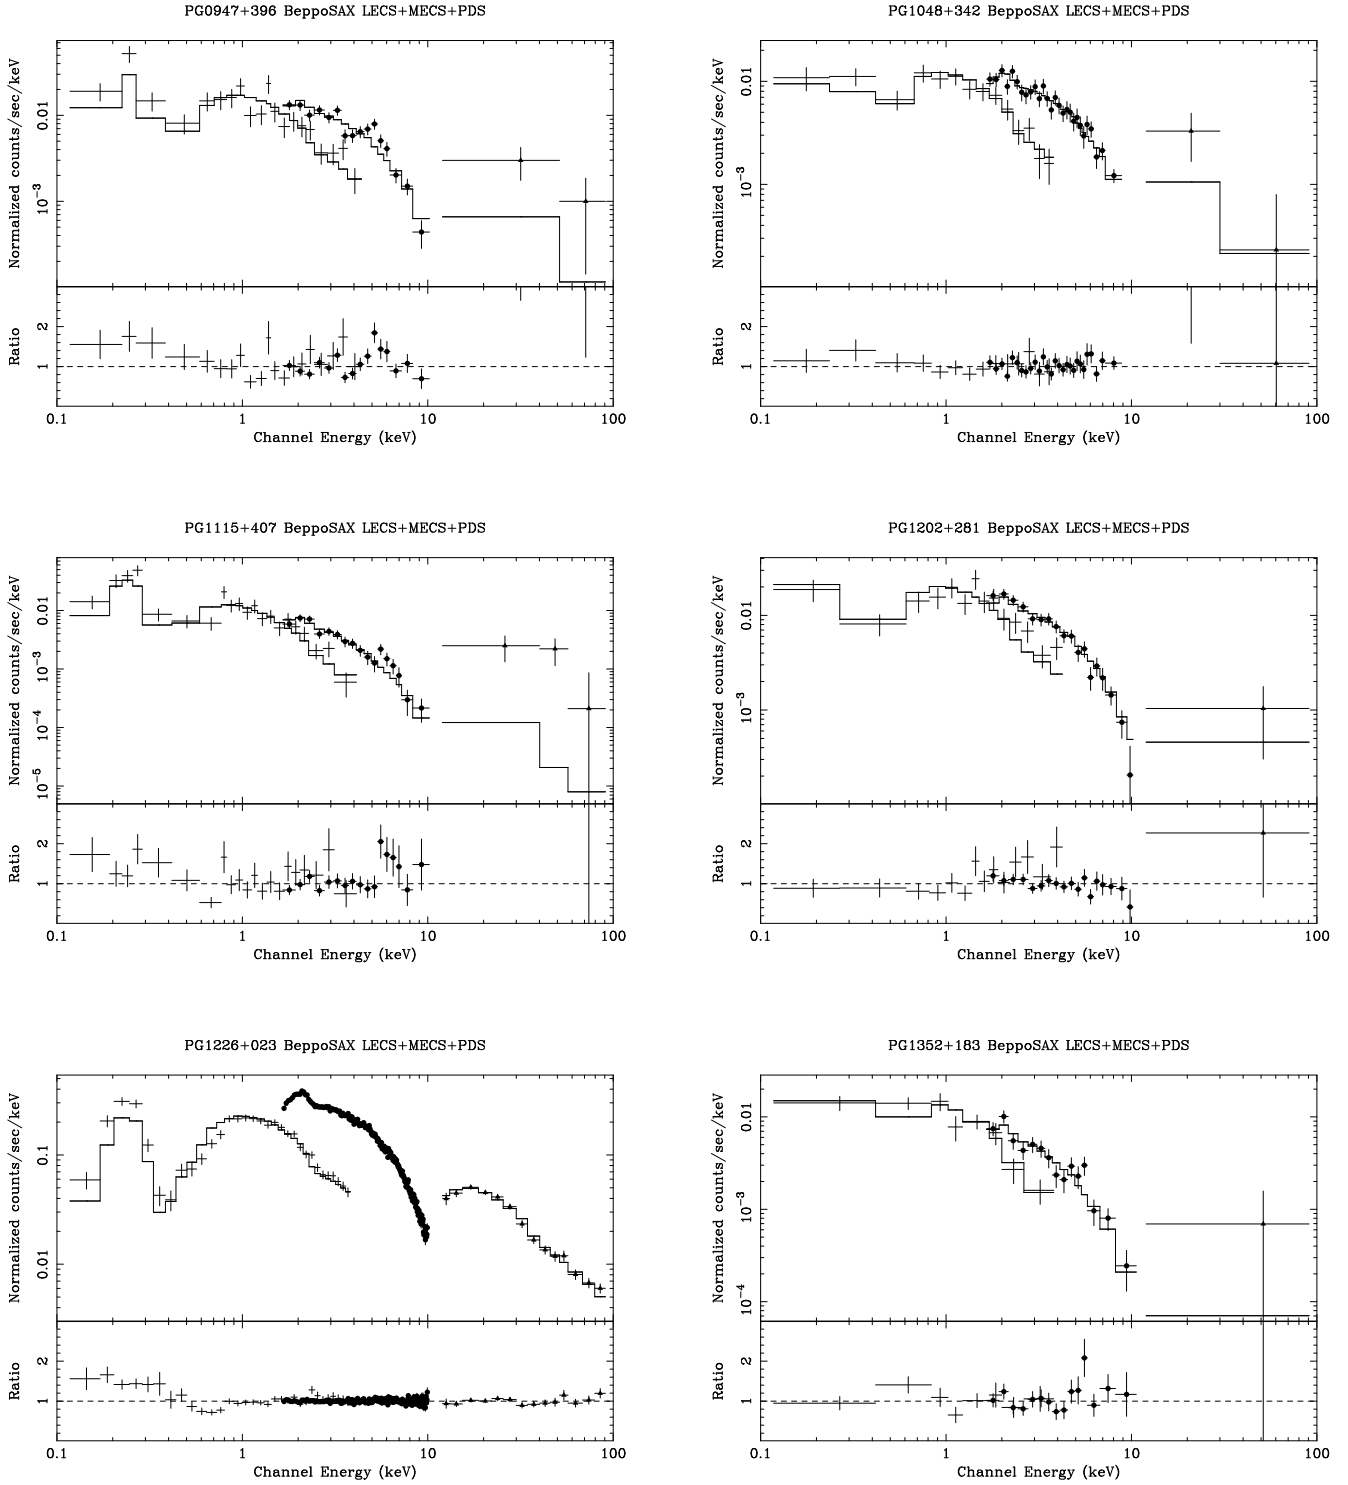 PG0947+396 BeppoSAX LECS+MECS+PDS
Normalized counts/sec/keV
0.01
10⁻³
Ratio
2
1
0.1 1 10 100
Channel Energy (keV)
PG1048+342 BeppoSAX LECS+MECS+PDS
Normalized counts/sec/keV
0.01
10⁻³
Ratio
2
1
0.1 1 10 100
Channel Energy (keV)
PG1115+407 BeppoSAX LECS+MECS+PDS
Normalized counts/sec/keV
0.01
10⁻³
10⁻⁴
10⁻⁵
Ratio
2
1
0.1 1 10 100
Channel Energy (keV)
PG1202+281 BeppoSAX LECS+MECS+PDS
Normalized counts/sec/keV
0.01
10⁻³
Ratio
2
1
0.1 1 10 100
Channel Energy (keV)
PG1226+023 BeppoSAX LECS+MECS+PDS
Normalized counts/sec/keV
0.1
0.01
Ratio
2
1
0.1 1 10 100
Channel Energy (keV)
PG1352+183 BeppoSAX LECS+MECS+PDS
Normalized counts/sec/keV
0.01
10⁻³
10⁻⁴
Ratio
2
1
0.1 1 10 100
Channel Energy (keV)